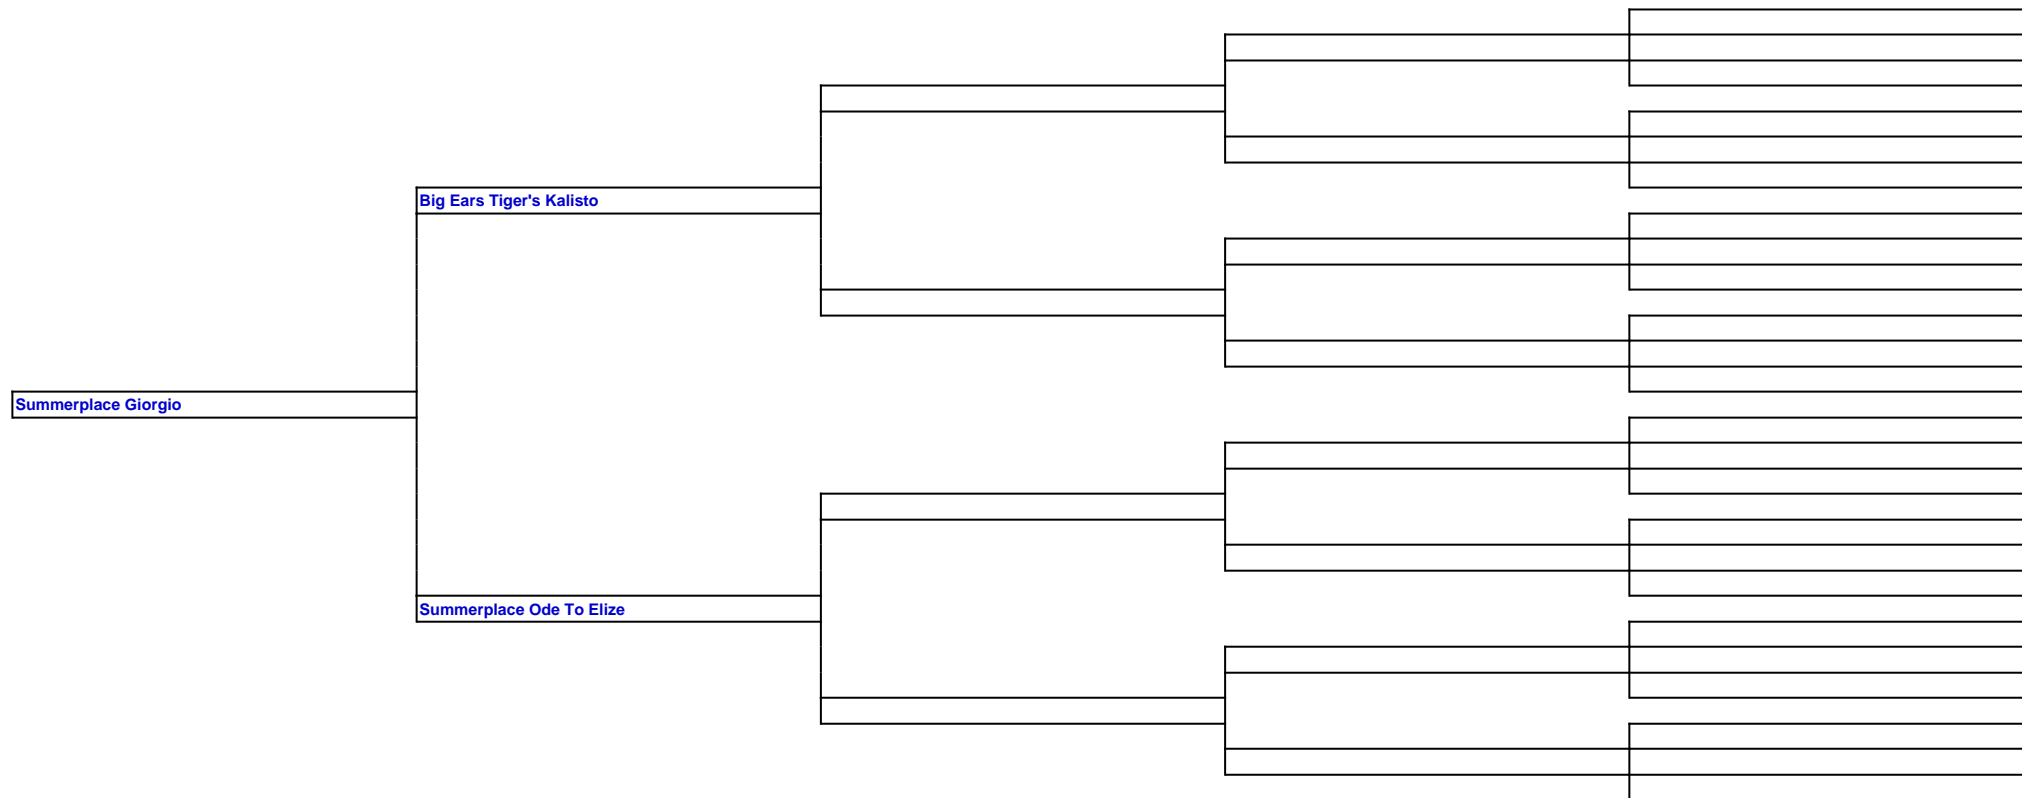 Big Ears Tiger's Kalisto
Summerplace Giorgio
Summerplace Ode To Elize